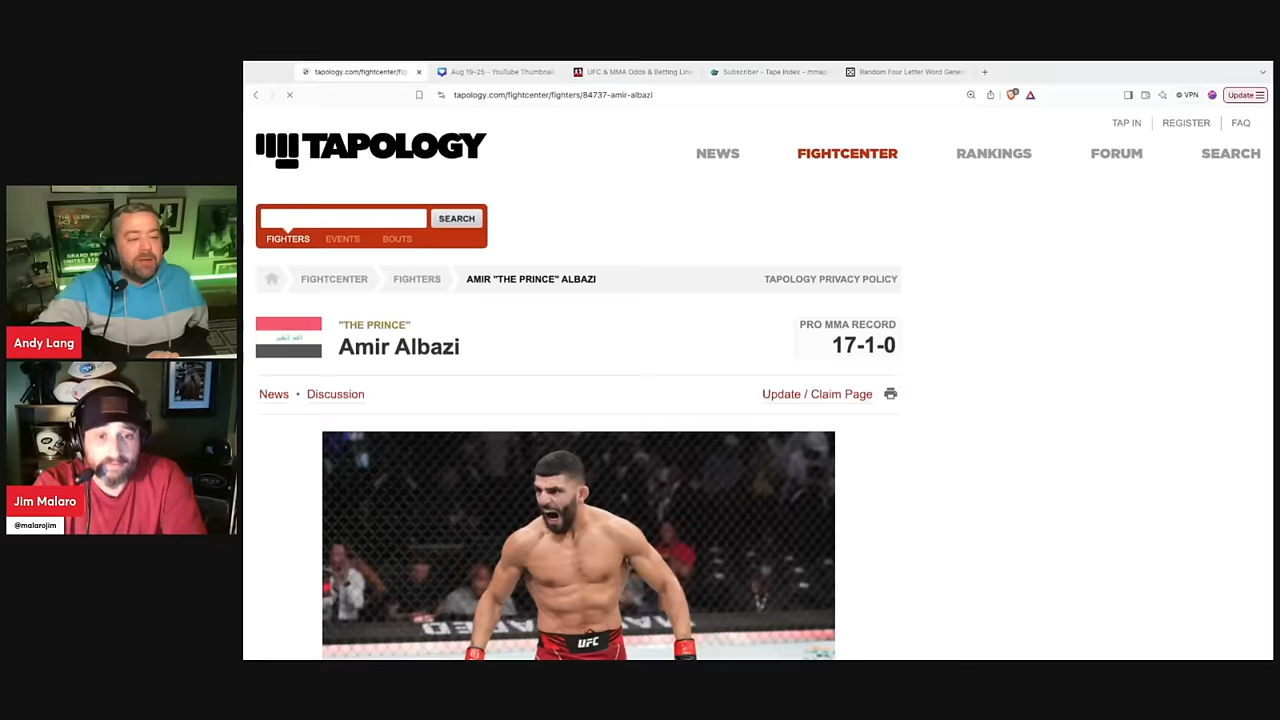 tapology.com/fightcenter/fig
Aug 19-25 - YouTube Thumbnail
UFC & MMA Odds & Betting Line
Subscriber - Tape Index - mmap
Random Four Letter Word Gene
tapology.com/fightcenter/fighters/84737-amir-albazi
VPN
Update
TAP IN
REGISTER
FAQ
TAPOLOGY
NEWS
FIGHTCENTER
RANKINGS
FORUM
SEARCH
SEARCH
FIGHTERS
EVENTS
BOUTS
FIGHTCENTER
FIGHTERS
AMIR "THE PRINCE" ALBAZI
TAPOLOGY PRIVACY POLICY
"THE PRINCE"
Amir Albazi
PRO MMA RECORD
17-1-0
News • Discussion
Update / Claim Page
UFC
Andy Lang
Jim Malaro
@malarojim